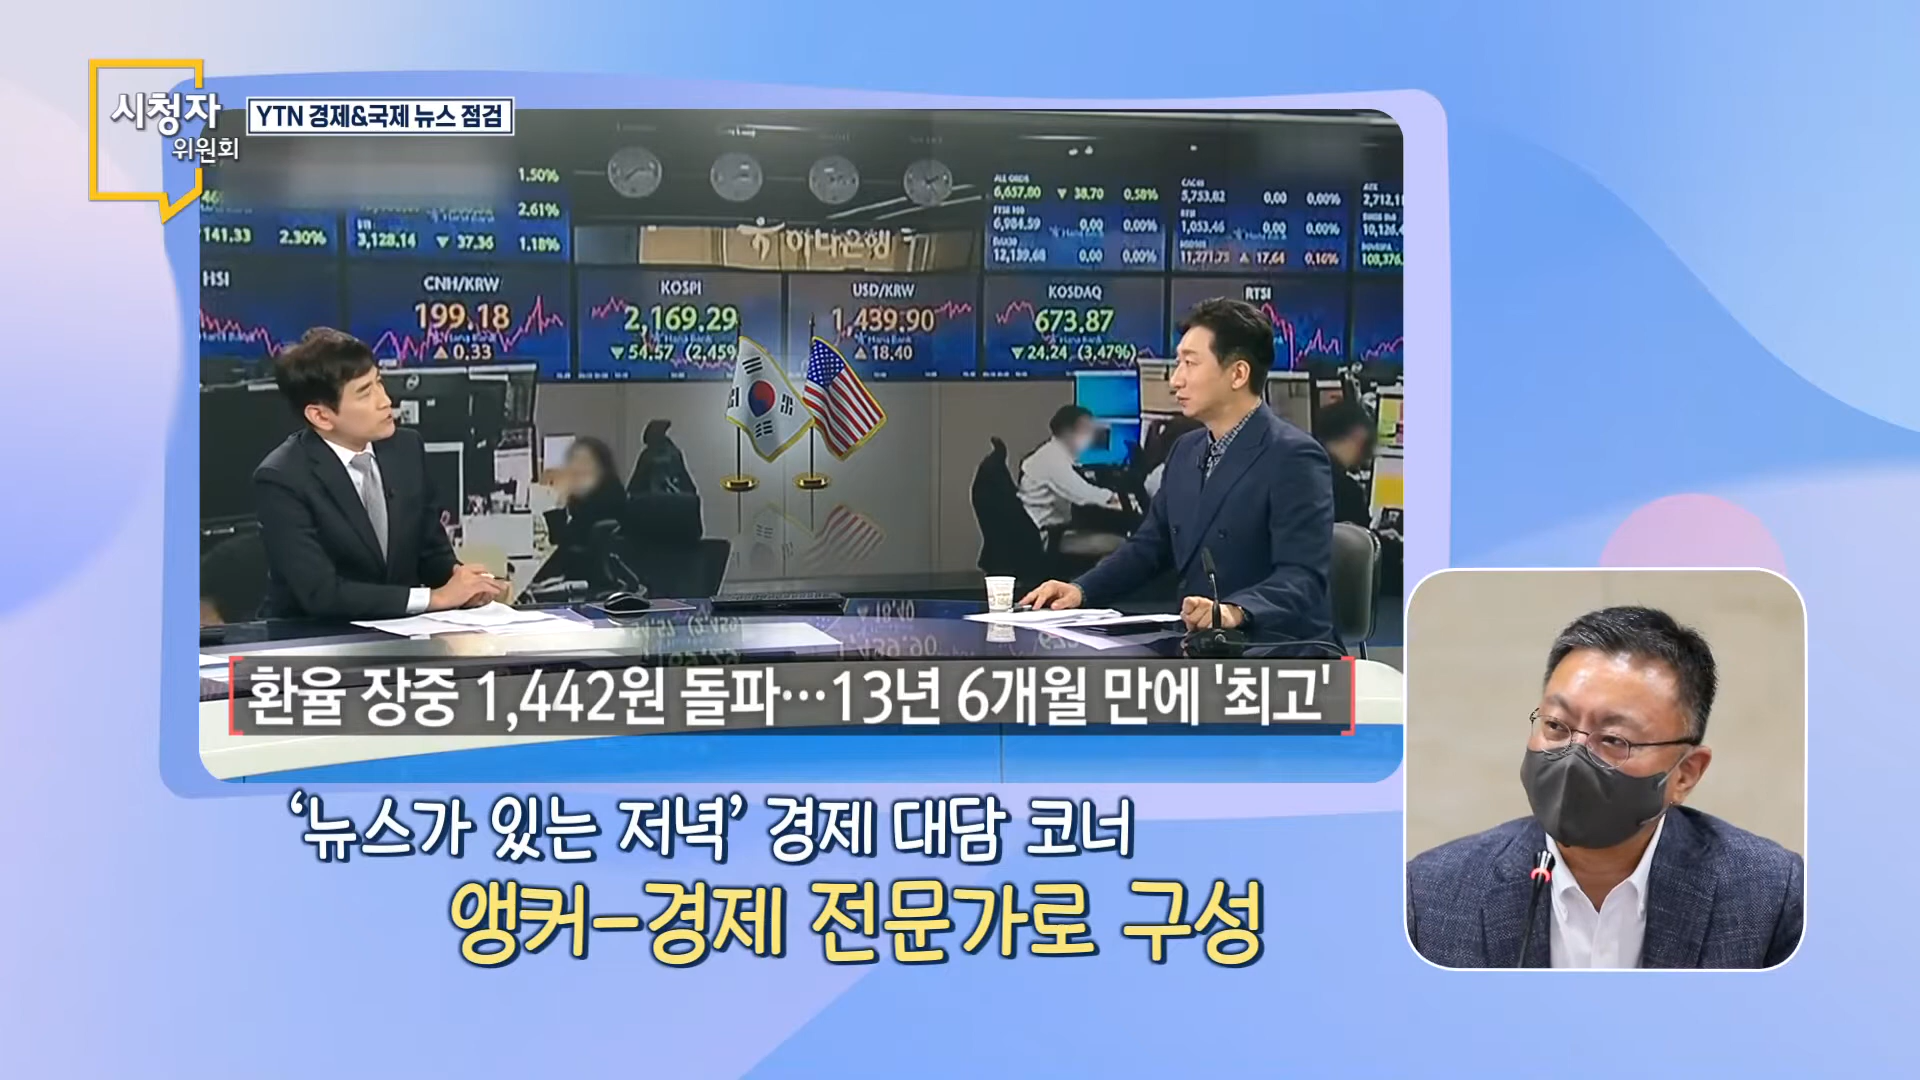 시청자
위원회
YTN 경제&국제 뉴스 점검
1.50%
2.61%
141.33 2.30%
3,128.14 ▼ 37.36 1.18%
6,657.80 ▼ 38.70 0.58%
6,984.59 0.00 0.00%
12,139.68 0.00 0.00%
5,753.82 0.00 0.00%
1,053.46 0.00 0.00%
11,271.75 ▲ 17.64 0.16%
하나은행
HSI
CNH/KRW
199.18
▲ 0.33
KOSPI
2,169.29
▼ 54.57 (2.45%
USD/KRW
1,439.90
▲ 18.40
KOSDAQ
673.87
▼ 24.24 (3.47%)
RTSI
환율 장중 1,442원 돌파…13년 6개월 만에 '최고'
‘뉴스가 있는 저녁’ 경제 대담 코너
앵커-경제 전문가로 구성